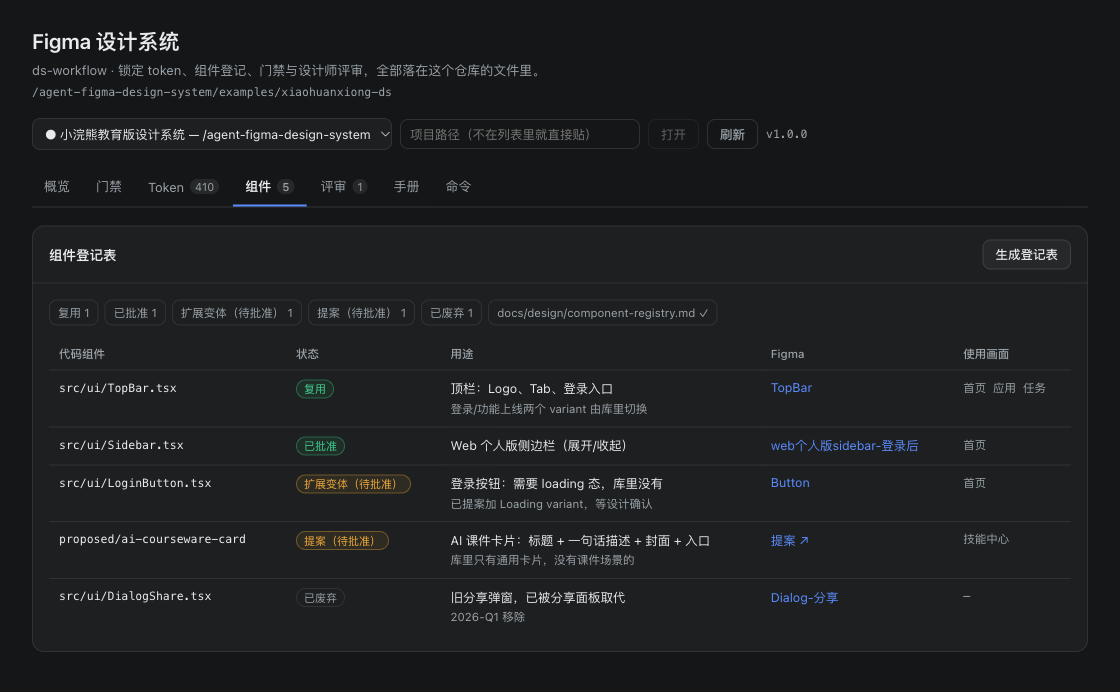 Figma 设计系统
ds-workflow · 锁定 token、组件登记、门禁与设计师评审，全部落在这个仓库的文件里。
/agent-figma-design-system/examples/xiaohuanxiong-ds
● 小浣熊教育版设计系统 — /agent-figma-design-system 项目路径（不在列表里就直接贴） 打开 刷新 v1.0.0
概览 门禁 Token 410 组件 5 评审 1 手册 命令
组件登记表 生成登记表
复用 1 已批准 1 扩展变体（待批准） 1 提案（待批准） 1 已废弃 1 docs/design/component-registry.md ✓
代码组件 状态 用途 Figma 使用画面
src/ui/TopBar.tsx 复用 顶栏：Logo、Tab、登录入口 TopBar 首页 应用 任务
登录/功能上线两个 variant 由库里切换
src/ui/Sidebar.tsx 已批准 Web 个人版侧边栏（展开/收起） web个人版sidebar-登录后 首页
src/ui/LoginButton.tsx 扩展变体（待批准） 登录按钮：需要 loading 态，库里没有 Button 首页
已提案加 Loading variant，等设计确认
proposed/ai-courseware-card 提案（待批准） AI 课件卡片：标题 + 一句话描述 + 封面 + 入口 提案 ↗ 技能中心
库里只有通用卡片，没有课件场景的
src/ui/DialogShare.tsx 已废弃 旧分享弹窗，已被分享面板取代 Dialog-分享 —
2026-Q1 移除